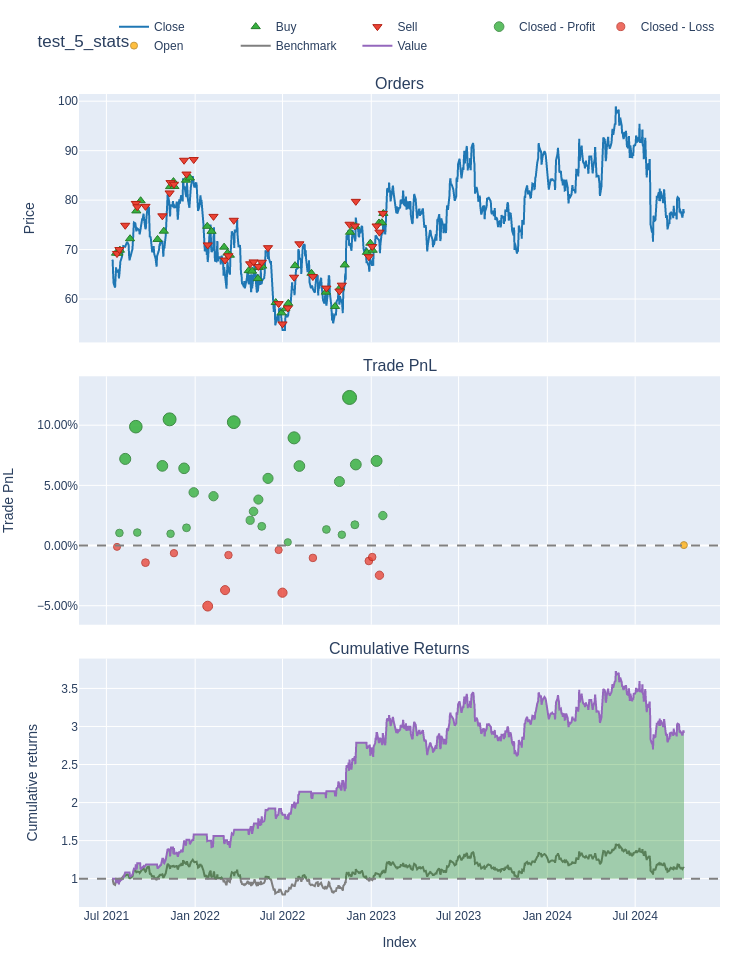 test_5_stats
Close
Buy
Sell
Closed - Profit
Closed - Loss
Open
Benchmark
Value
Orders
100
90
80
70
60
Price
Trade PnL
10.00%
5.00%
0.00%
−5.00%
Trade PnL
Cumulative Returns
3.5
3
2.5
2
1.5
1
Cumulative returns
Jul 2021 Jan 2022 Jul 2022 Jan 2023 Jul 2023 Jan 2024 Jul 2024
Index